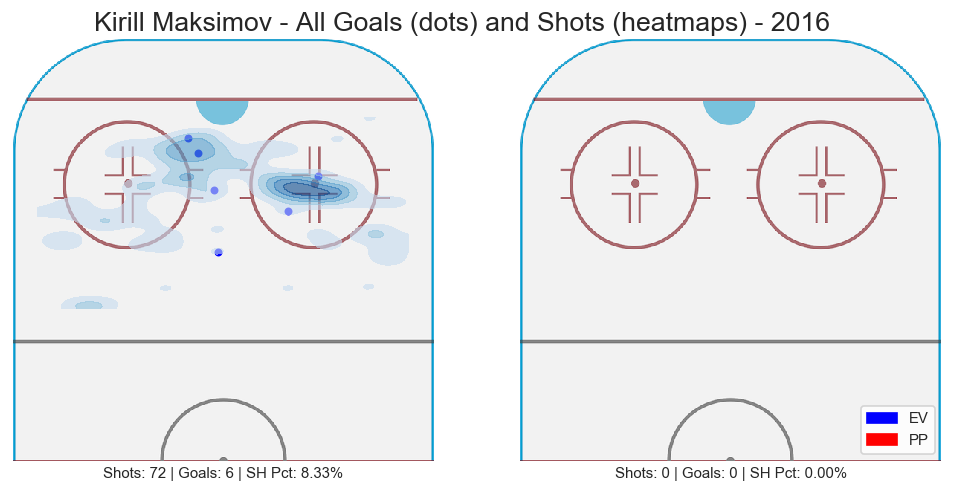 Kirill Maksimov - All Goals (dots) and Shots (heatmaps) - 2016
EV
PP
Shots: 72 | Goals: 6 | SH Pct: 8.33%
Shots: 0 | Goals: 0 | SH Pct: 0.00%